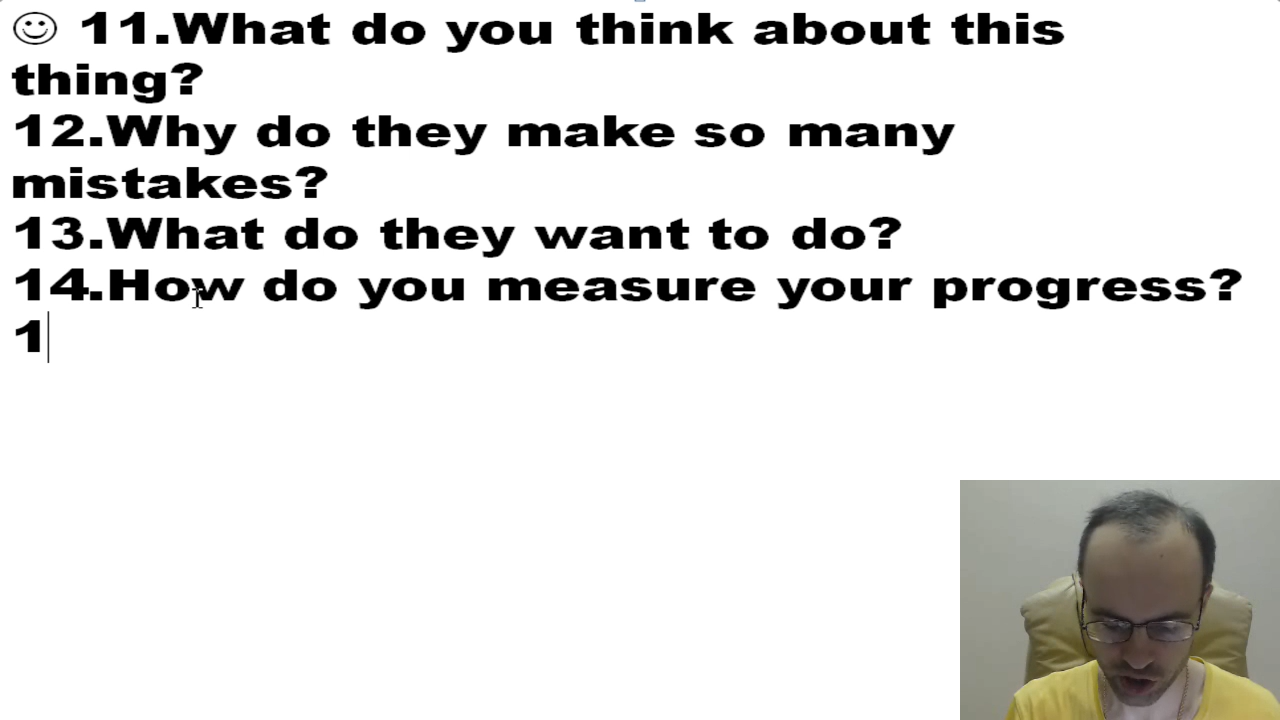 ☺ 11.What do you think about this
thing?
12.Why do they make so many
mistakes?
13.What do they want to do?
14.How do you measure your progress?
1